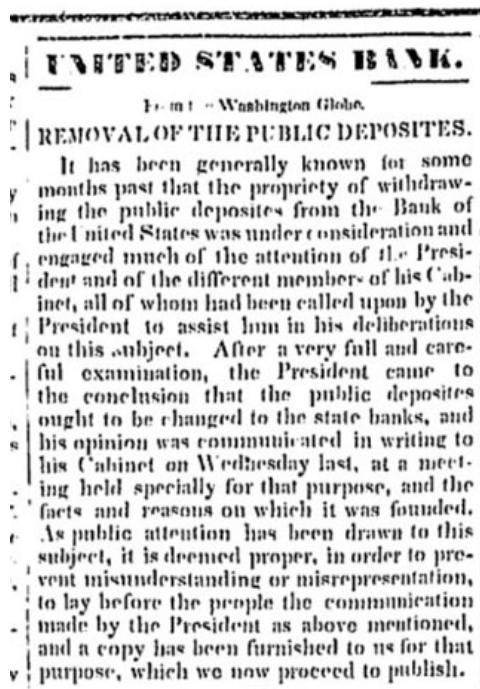 UNITED STATES BANK.
From the Washington Globe.
REMOVAL OF THE PUBLIC DEPOSITES.
It has been generally known for some
months past that the propriety of withdraw-
ing the public deposites from the Bank of
the United States was under consideration and
engaged much of the attention of the Presi-
dent and of the different members of his Cab-
inet, all of whom had been called upon by the
President to assist him in his deliberations
on this subject. After a very full and care-
ful examination, the President came to
the conclusion that the public deposites
ought to be changed to the state banks, and
his opinion was communicated in writing to
his Cabinet on Wednesday last, at a meet-
ing held specially for that purpose, and the
facts and reasons on which it was founded.
As public attention has been drawn to this
subject, it is deemed proper, in order to pre-
vent misunderstanding or misrepresentation,
to lay before the people the communication
made by the President as above mentioned,
and a copy has been furnished to us for that
purpose, which we now proceed to publish.